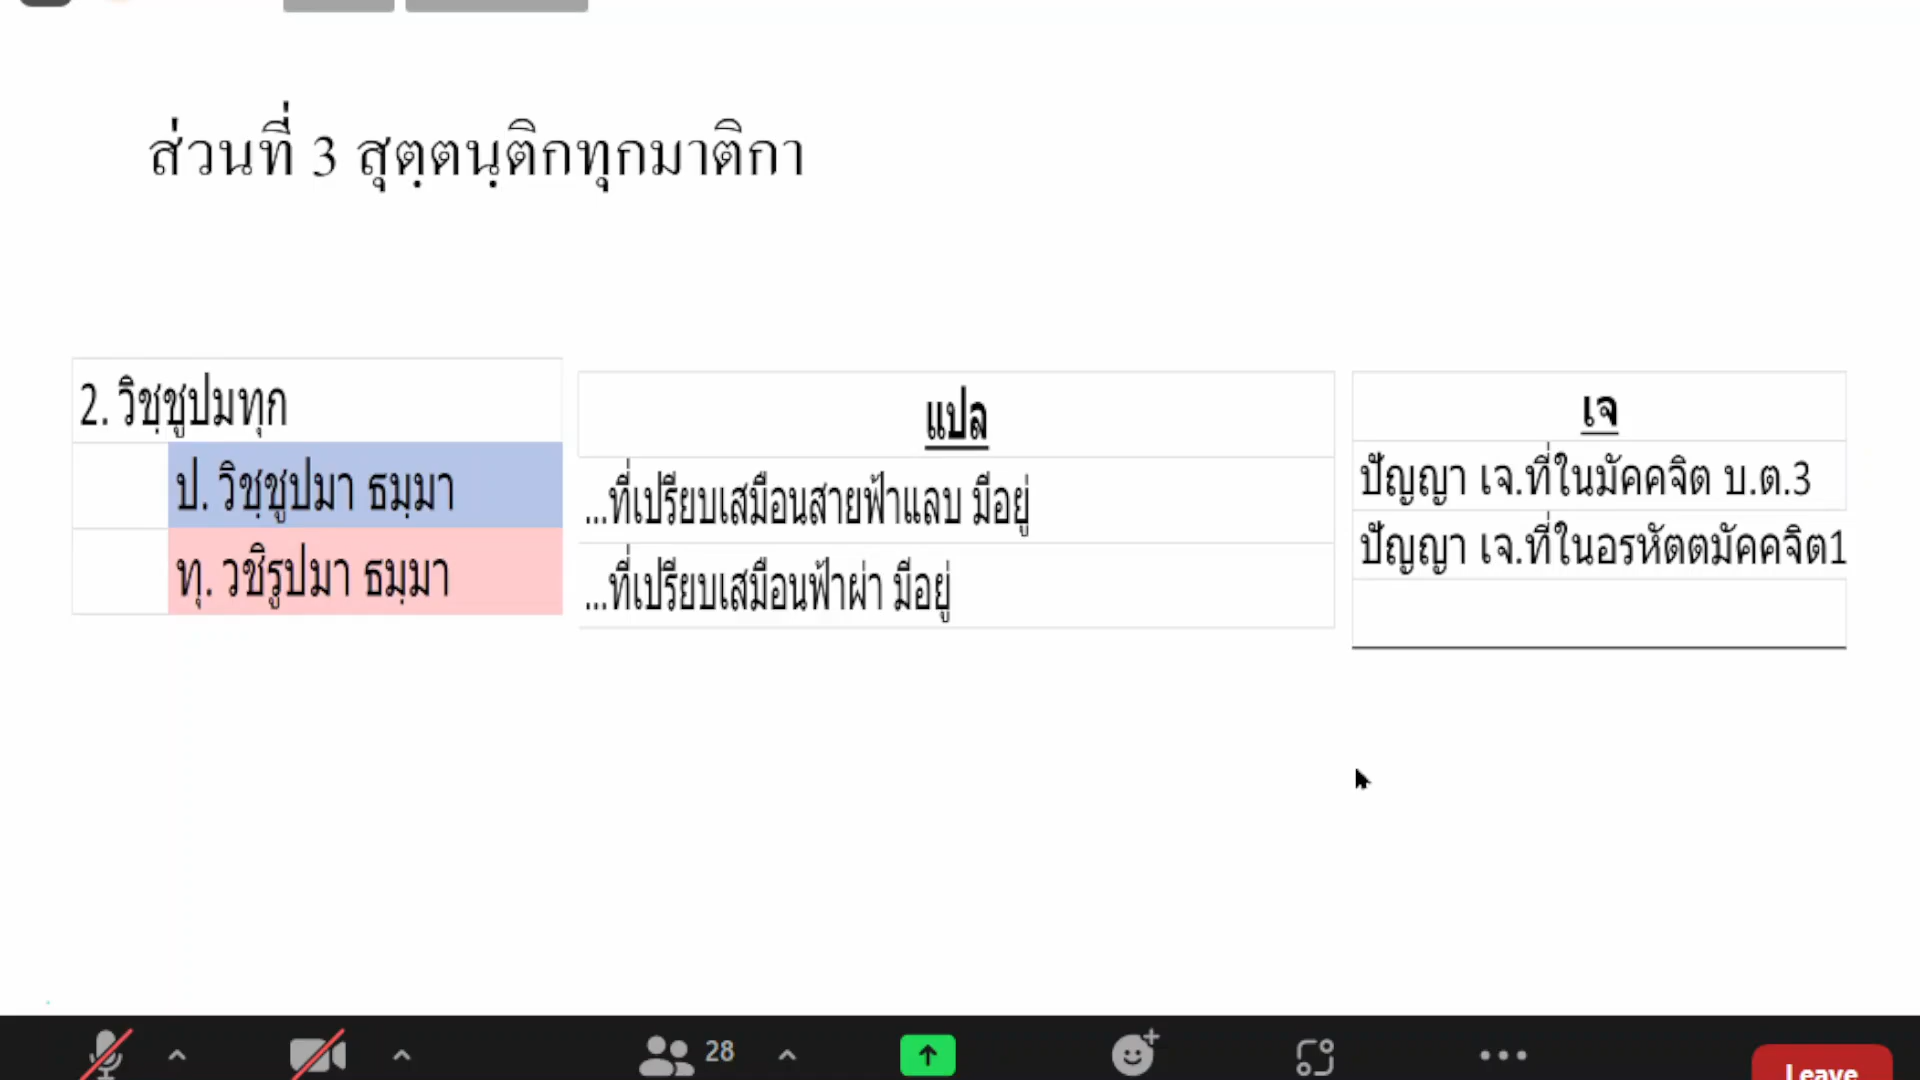 ส่วนที่ 3 สุตฺตนฺติกทุกมาติกา
2. วิชฺชูปมทุก
ป. วิชฺชูปมา ธมฺมา
ทุ. วชิรูปมา ธมฺมา
แปล
...ที่เปรียบเสมือนสายฟ้าแลบ มีอยู่
...ที่เปรียบเสมือนฟ้าผ่า มีอยู่
เจ
ปัญญา เจ.ที่ในมัคคจิต บ.ต.3
ปัญญา เจ.ที่ในอรหัตตมัคคจิต1
28
Leave